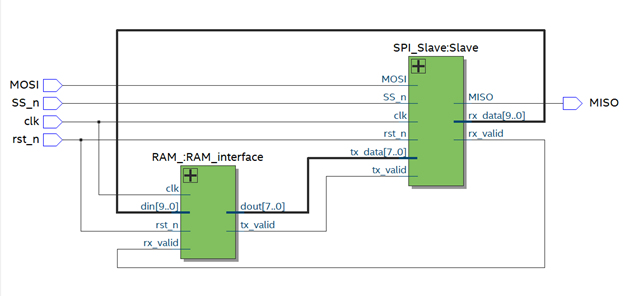 SPI_Slave:Slave
MOSI
SS_n
clk
rst_n
MOSI
SS_n
clk
rst_n
tx_data[7..0]
tx_valid
MISO
rx_data[9..0]
rx_valid
MISO
RAM_:RAM_interface
clk
din[9..0]
rst_n
rx_valid
dout[7..0]
tx_valid